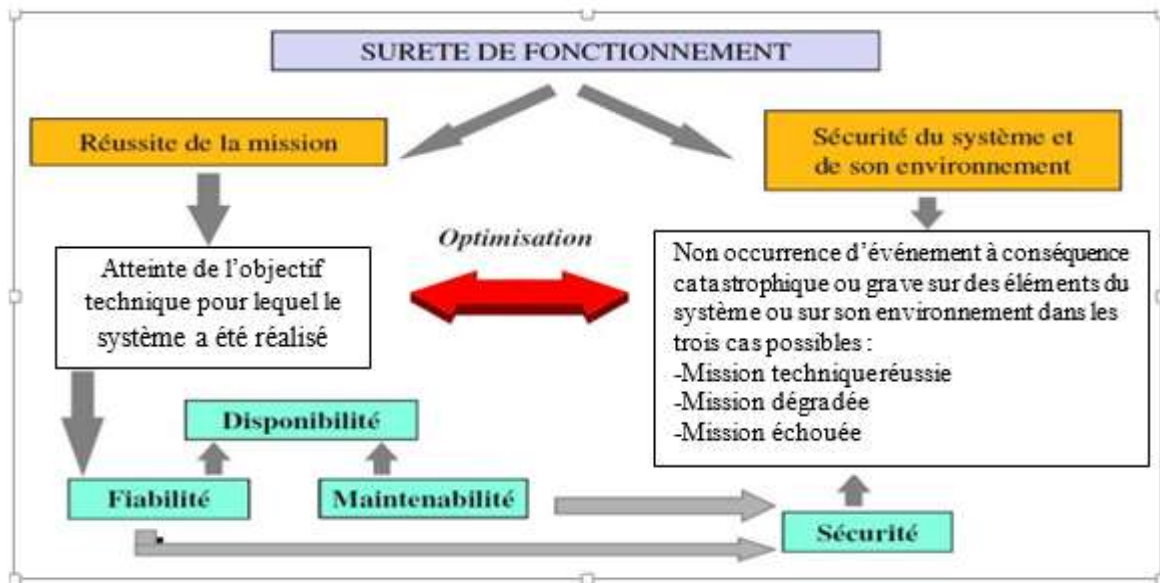 SURETE DE FONCTIONNEMENT
Réussite de la mission
Sécurité du système et
de son environnement
Optimisation
Atteinte de l'objectif
technique pour lequel le
système a été réalisé
Non occurrence d'événement à conséquence
catastrophique ou grave sur des éléments du
système ou sur son environnement dans les
trois cas possibles :
-Mission techniqueréussie
-Mission dégradée
-Mission échouée
Disponibilité
Fiabilité
Maintenabilité
Sécurité